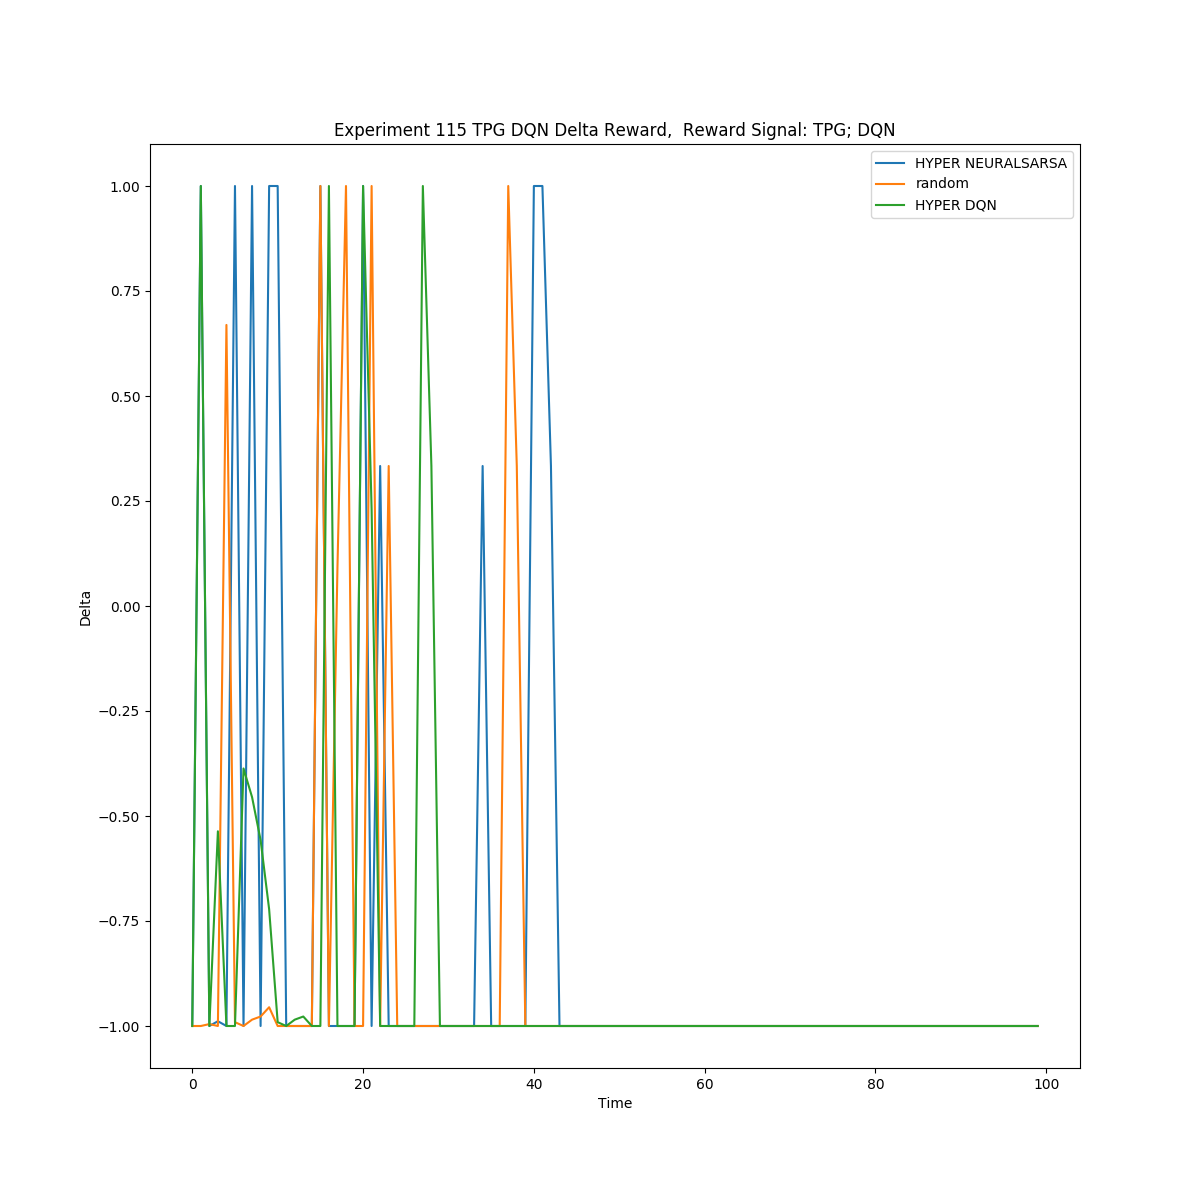 Experiment 115 TPG DQN Delta Reward,  Reward Signal: TPG; DQN
HYPER NEURALSARSA
random
HYPER DQN
1.00
0.75
0.50
0.25
0.00
−0.25
−0.50
−0.75
−1.00
Delta
0 20 40 60 80 100
Time